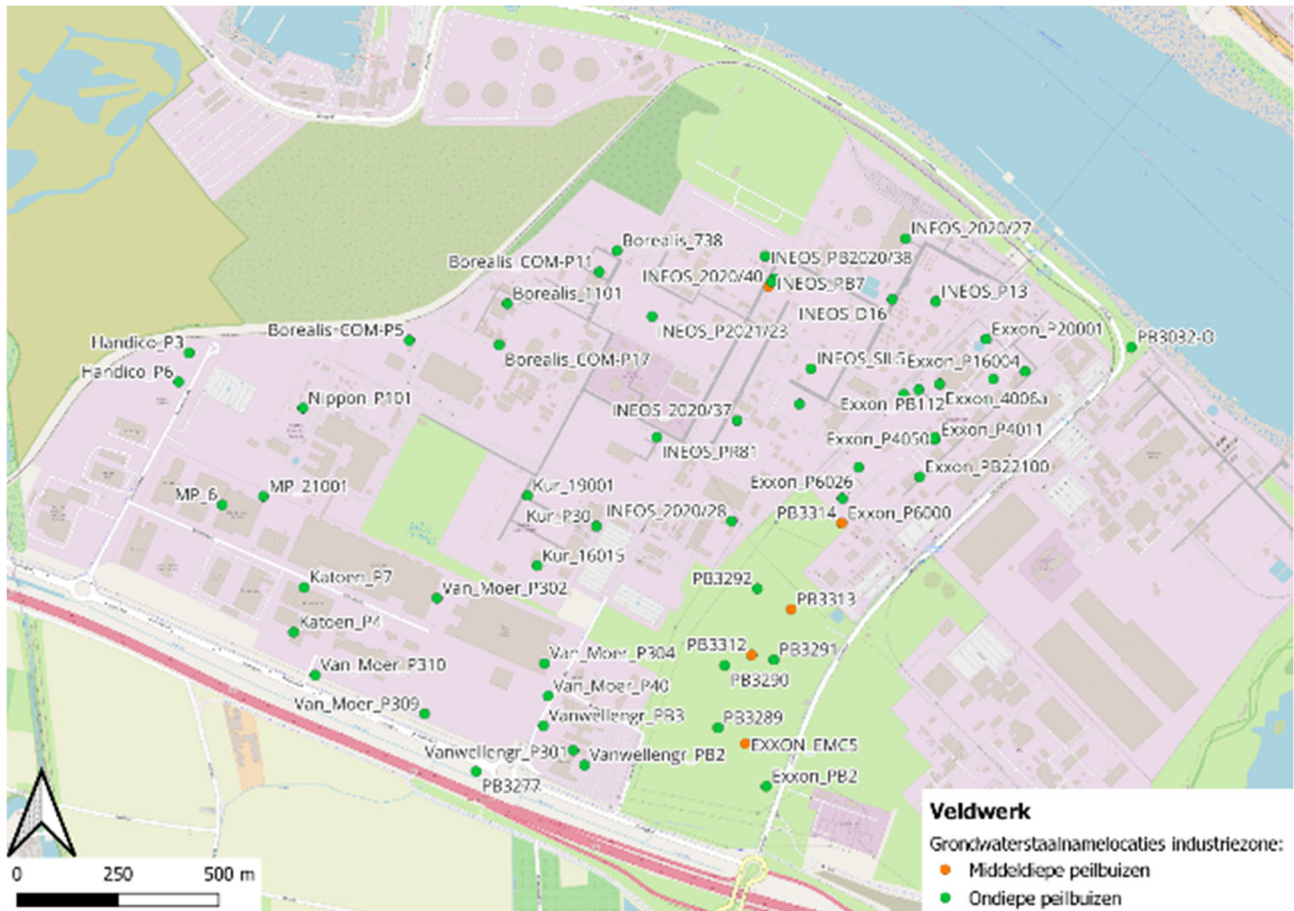 INEOS_2020/27
Borealis_738
Borealis_COM-P11
INEOS_PB2020/38
INEOS_2020/40
INEOS_PB7
Borealis_1101
INEOS_P13
INEOS_D16
INEOS_P2021/23
Borealis_COM-P5
Exxon_P20001
Handico_P3
PB3032-O
Borealis_COM-P17
INEOS_SIL5
Exxon_P16004
Handico_P6
Nippon_P101
Exxon_PB112
Exxon_4006a
INEOS_2020/37
Exxon_P4050
Exxon_P4011
INEOS_PR81
Exxon_PB22100
Exxon_P6026
MP_6
MP_21001
Kur_19001
Kur_P30
INEOS_2020/28
PB3314
Exxon_P6000
Kur_16015
Katoen_P7
Van_Moer_P302
PB3292
PB3313
Katoen_P4
PB3312
PB3291
Van_Moer_P304
Van_Moer_P310
PB3290
Van_Moer_P40
Van_Moer_P309
Vanwellengr_PB3
PB3289
EXXON_EMC5
Vanwellengr_P301
Vanwellengr_PB2
PB3277
Exxon_PB2
Veldwerk
Grondwaterstaalnamelocaties industriezone:
Middeldiepe peilbuizen
Ondiepe peilbuizen
0 250 500 m